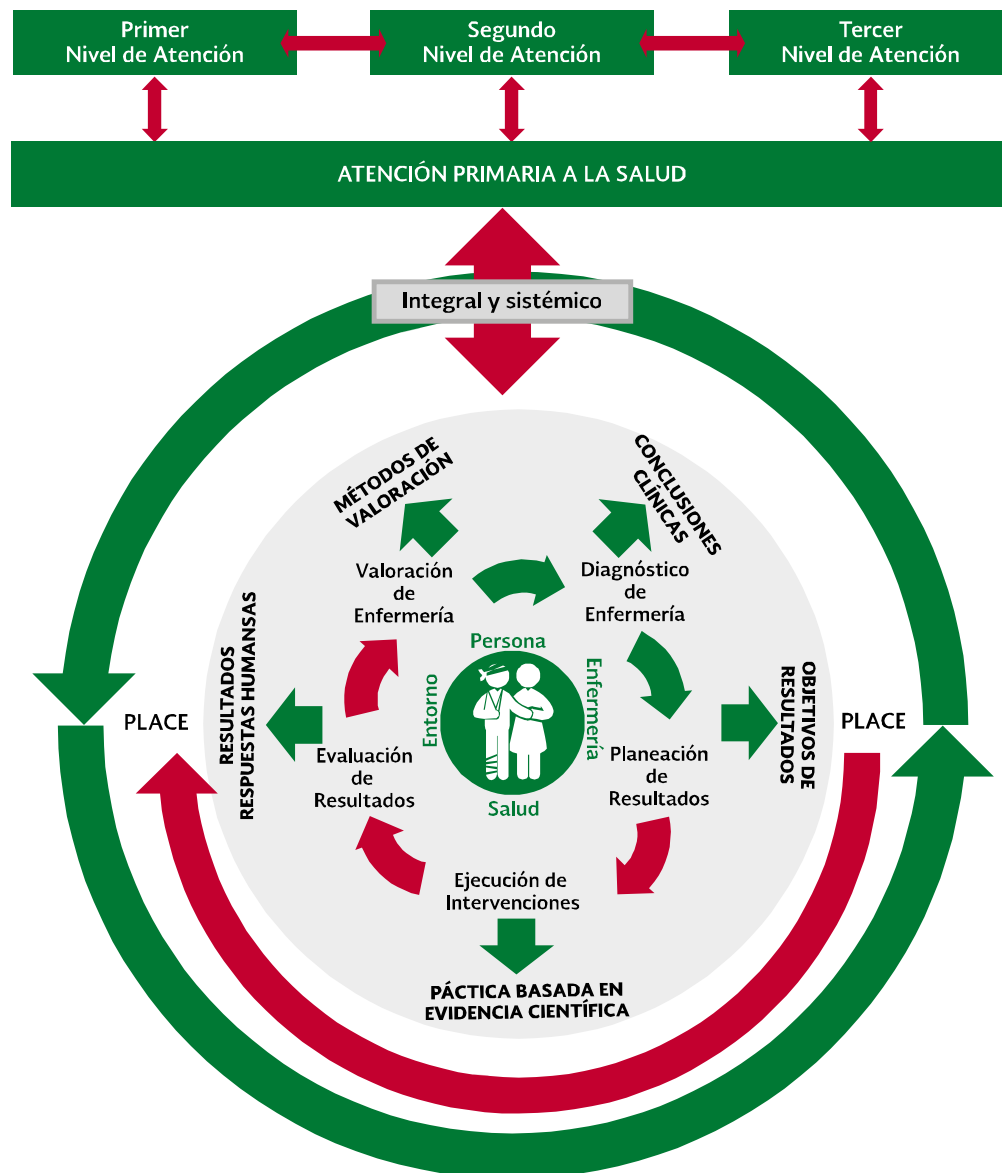 Primer
Nivel de Atención
Segundo
Nivel de Atención
Tercer
Nivel de Atención
ATENCIÓN PRIMARIA A LA SALUD
Integral y sistémico
MÉTODOS DE
VALORACIÓN
CONCLUSIONES
CLÍNICAS
Valoración
de
Enfermería
Diagnóstico
de
Enfermería
Persona
Entorno
Enfermería
Salud
RESULTADOS
RESPUESTAS HUMANSAS
OBJETIVOS DE
RESULTADOS
PLACE
PLACE
Evaluación
de
Resultados
Planeación
de
Resultados
Ejecución de
Intervenciones
PÁCTICA BASADA EN
EVIDENCIA CIENTÍFICA